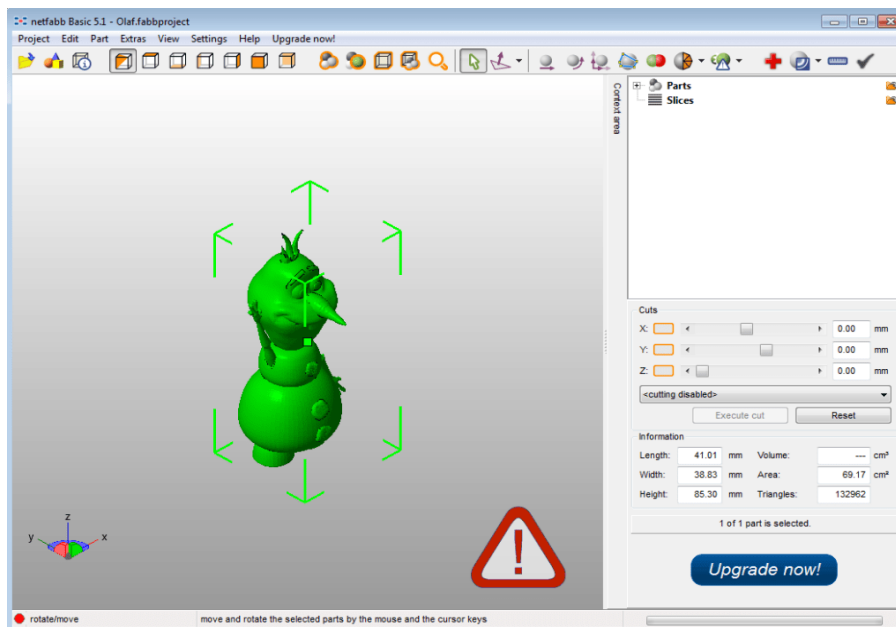 netfabb Basic 5.1 - Olaf.fabbproject
Project Edit Part Extras View Settings Help Upgrade now!
Context area
Parts
Slices
Cuts
X: 0.00 mm
Y: 0.00 mm
Z: 0.00 mm
<cutting disabled>
Execute cut Reset
Information
Length: 41.01 mm Volume: --- cm³
Width: 38.83 mm Area: 69.17 cm²
Height: 85.30 mm Triangles: 132962
1 of 1 part is selected.
Upgrade now!
z
y x
rotate/move move and rotate the selected parts by the mouse and the cursor keys